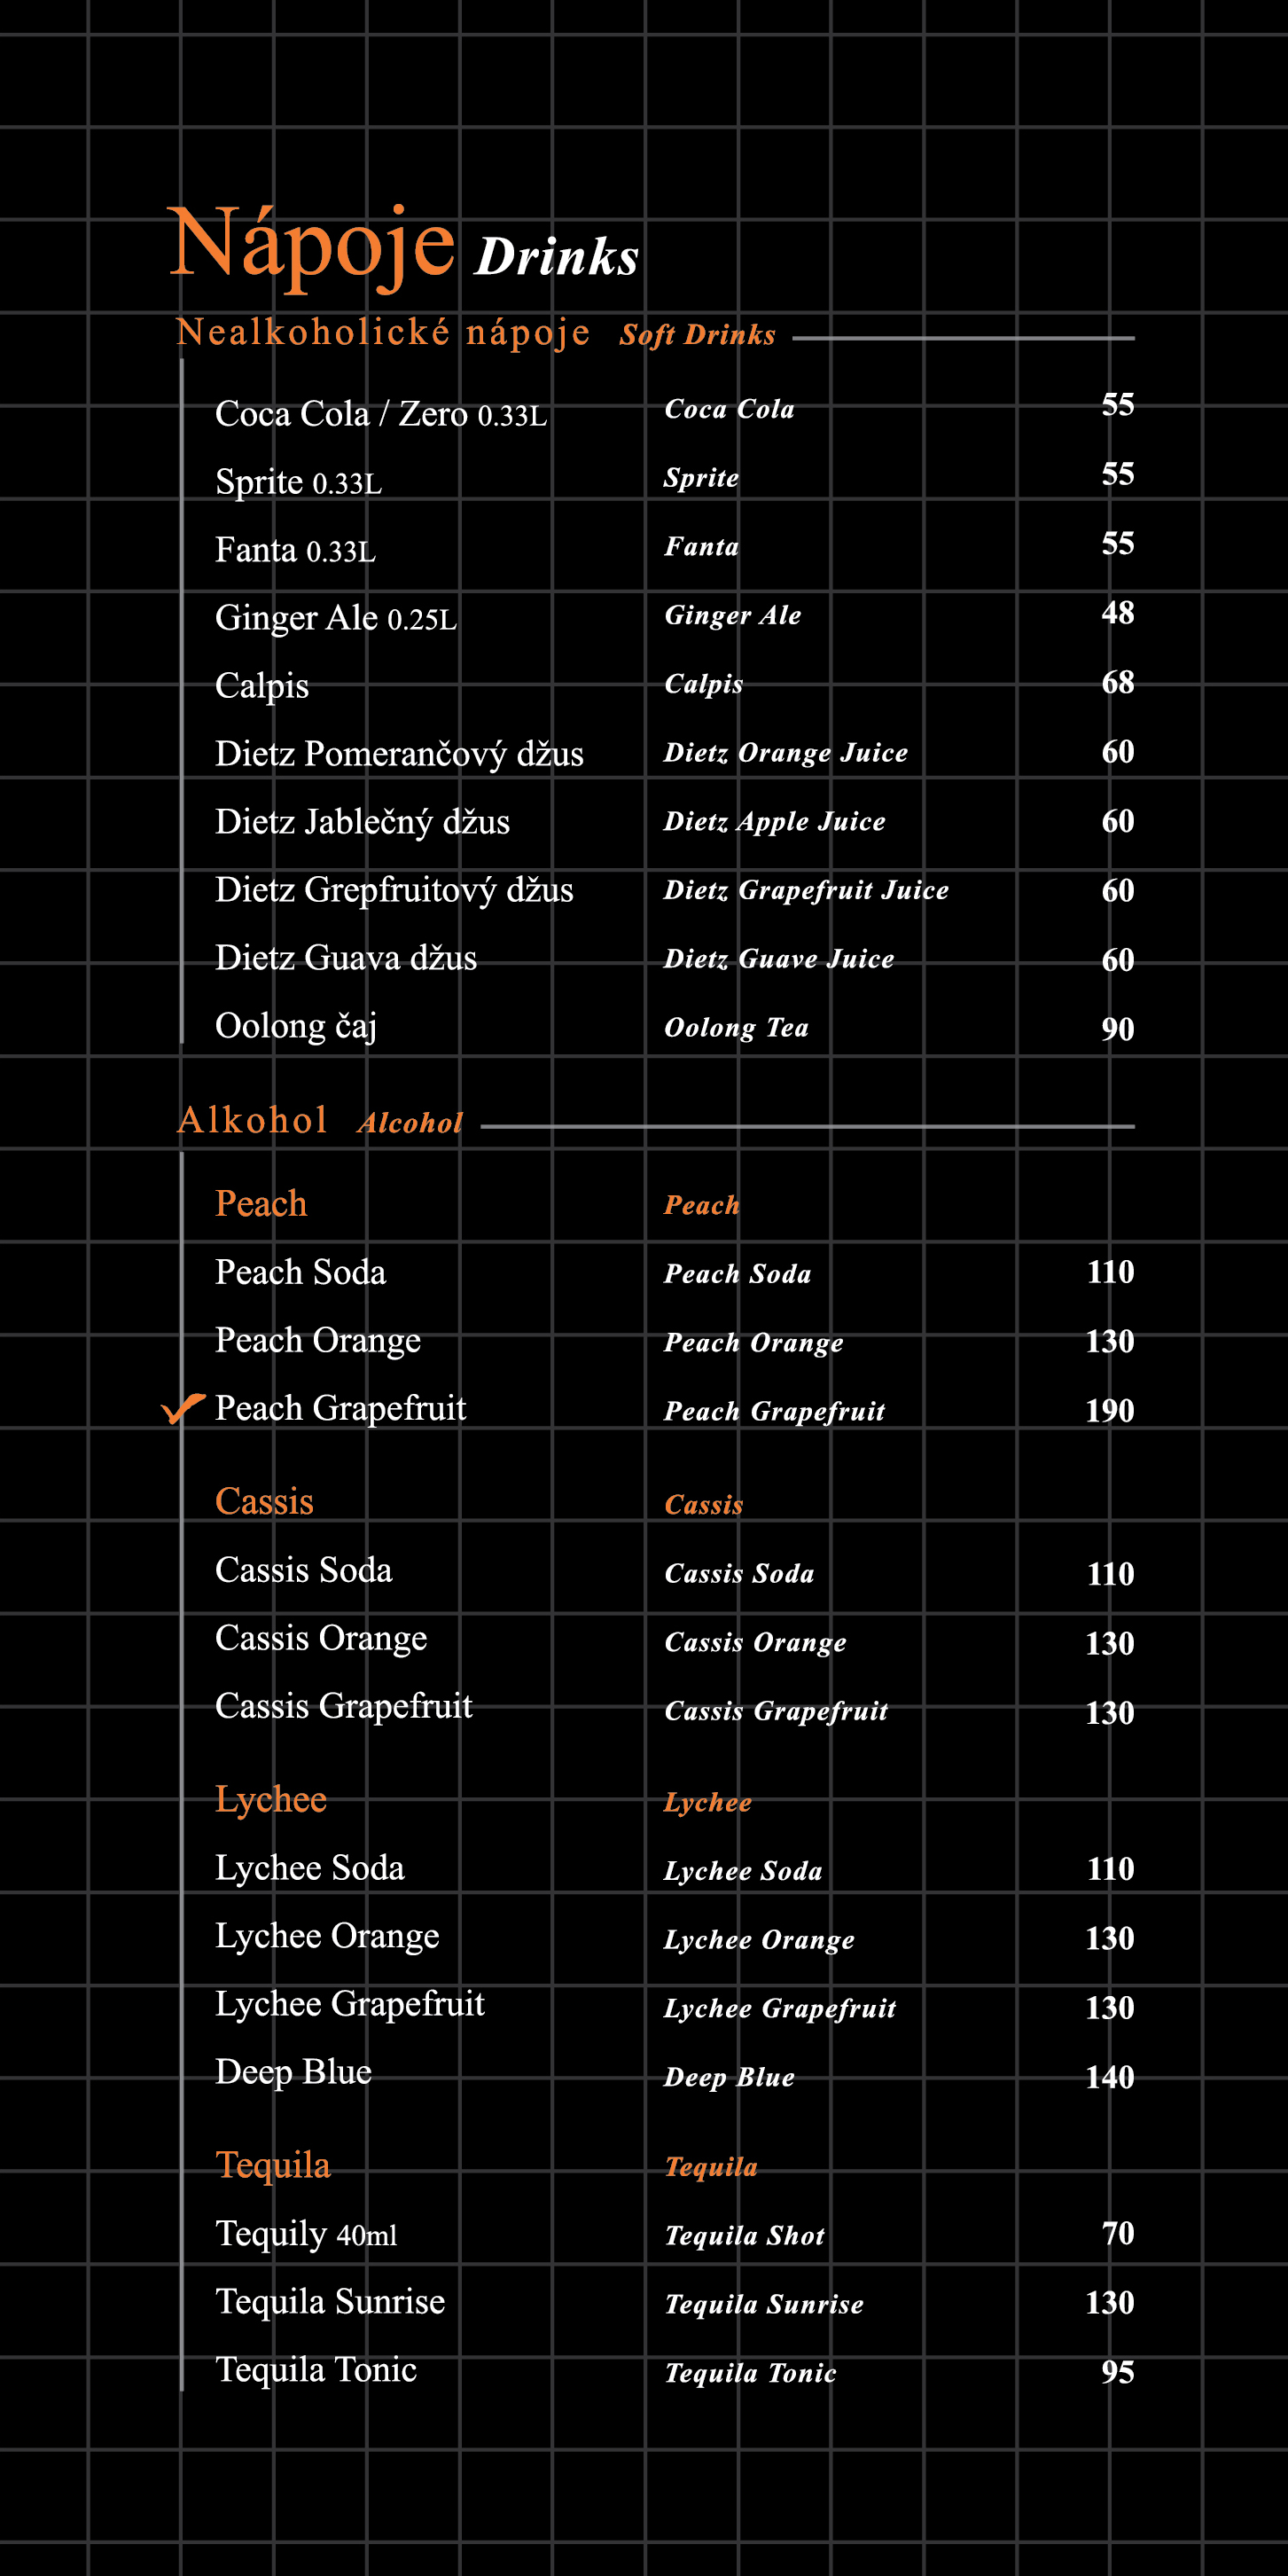 Nápoje Drinks
Nealkoholické nápoje Soft Drinks
Coca Cola / Zero 0.33L Coca Cola 55
Sprite 0.33L Sprite 55
Fanta 0.33L Fanta 55
Ginger Ale 0.25L Ginger Ale 48
Calpis Calpis 68
Dietz Pomerančový džus Dietz Orange Juice 60
Dietz Jablečný džus Dietz Apple Juice 60
Dietz Grepfruitový džus Dietz Grapefruit Juice 60
Dietz Guava džus Dietz Guave Juice 60
Oolong čaj Oolong Tea 90
Alkohol Alcohol
Peach Peach
Peach Soda Peach Soda 110
Peach Orange Peach Orange 130
Peach Grapefruit Peach Grapefruit 190
Cassis Cassis
Cassis Soda Cassis Soda 110
Cassis Orange Cassis Orange 130
Cassis Grapefruit Cassis Grapefruit 130
Lychee Lychee
Lychee Soda Lychee Soda 110
Lychee Orange Lychee Orange 130
Lychee Grapefruit Lychee Grapefruit 130
Deep Blue Deep Blue 140
Tequila Tequila
Tequily 40ml Tequila Shot 70
Tequila Sunrise Tequila Sunrise 130
Tequila Tonic Tequila Tonic 95